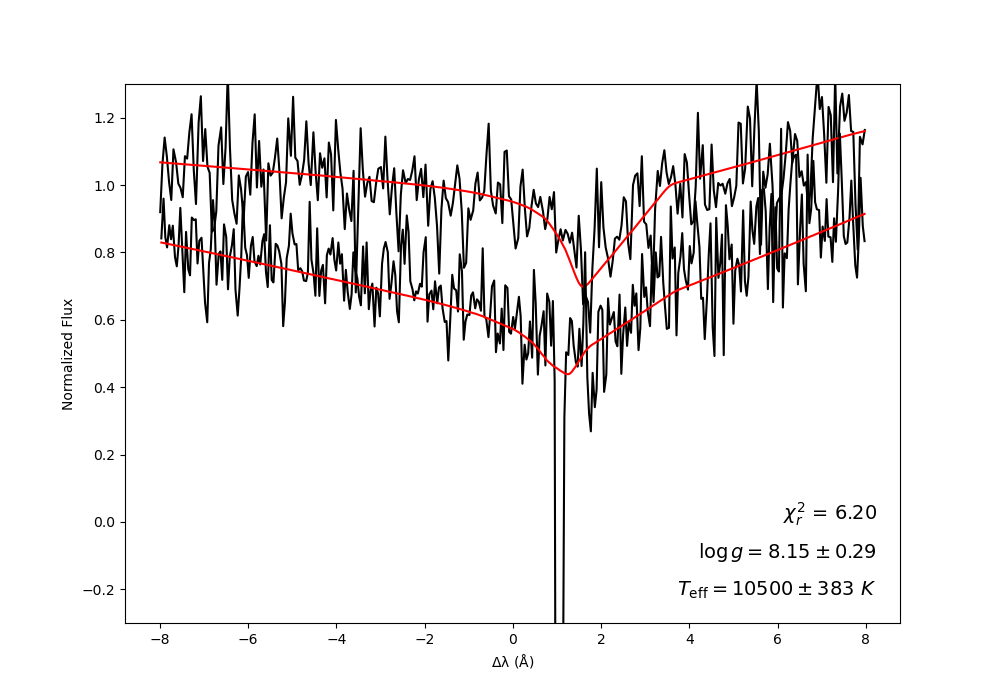 1.2
1.0
0.8
0.6
0.4
0.2
0.0
−0.2
Normalized Flux
χ²ᵣ = 6.20
log g = 8.15 ± 0.29
T_eff = 10500 ± 383 K
−8 −6 −4 −2 0 2 4 6 8
Δλ (Å)